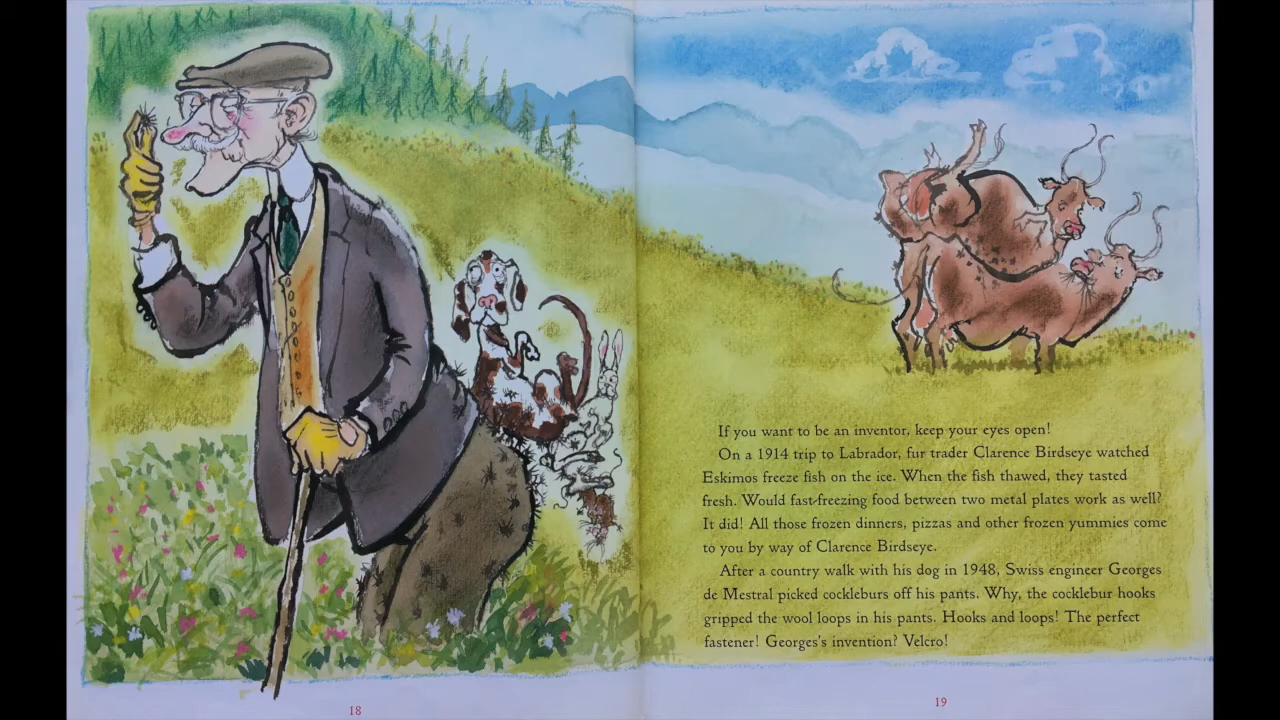 If you want to be an inventor, keep your eyes open!
On a 1914 trip to Labrador, fur trader Clarence Birdseye watched
Eskimos freeze fish on the ice. When the fish thawed, they tasted
fresh. Would fast-freezing food between two metal plates work as well?
It did! All those frozen dinners, pizzas and other frozen yummies come
to you by way of Clarence Birdseye.
After a country walk with his dog in 1948, Swiss engineer Georges
de Mestral picked cockleburs off his pants. Why, the cocklebur hooks
gripped the wool loops in his pants. Hooks and loops! The perfect
fastener! Georges's invention? Velcro!
18
19